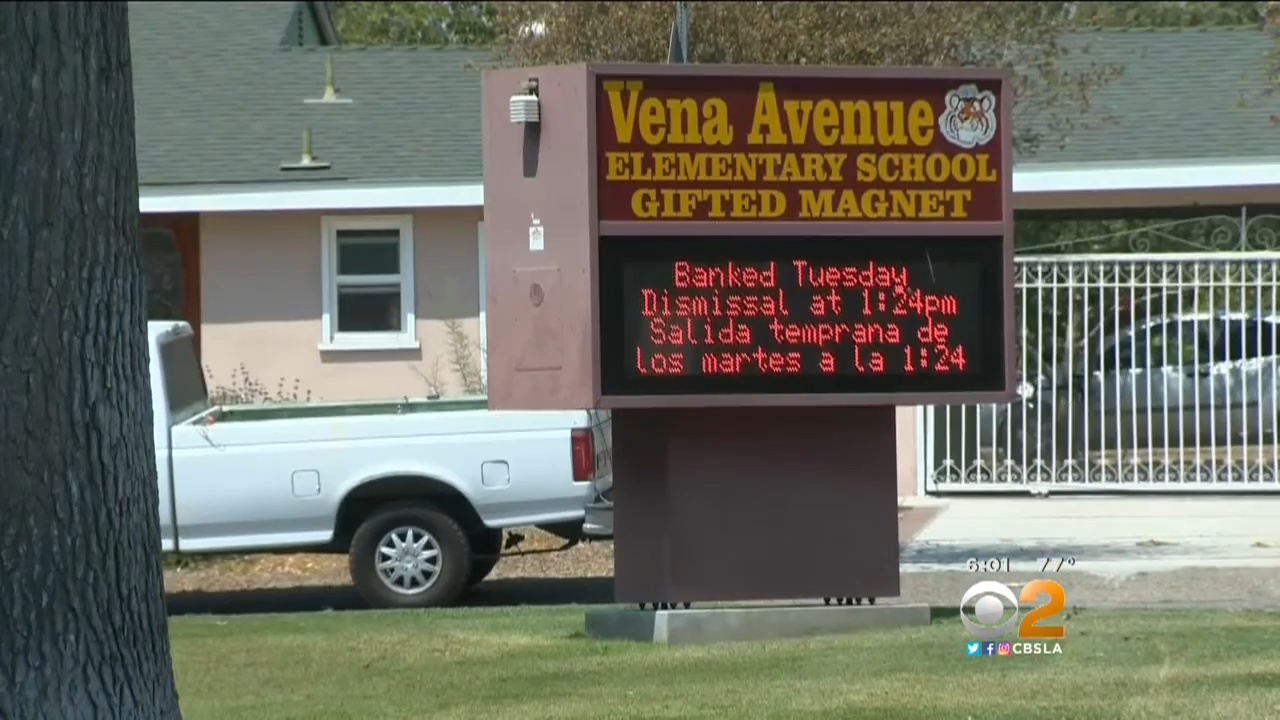 Vena Avenue
ELEMENTARY SCHOOL
GIFTED MAGNET
Banked Tuesday
Dismissal at 1:24pm
Salida temprana de
los martes a la 1:24
6:01 77°
2
CBSLA